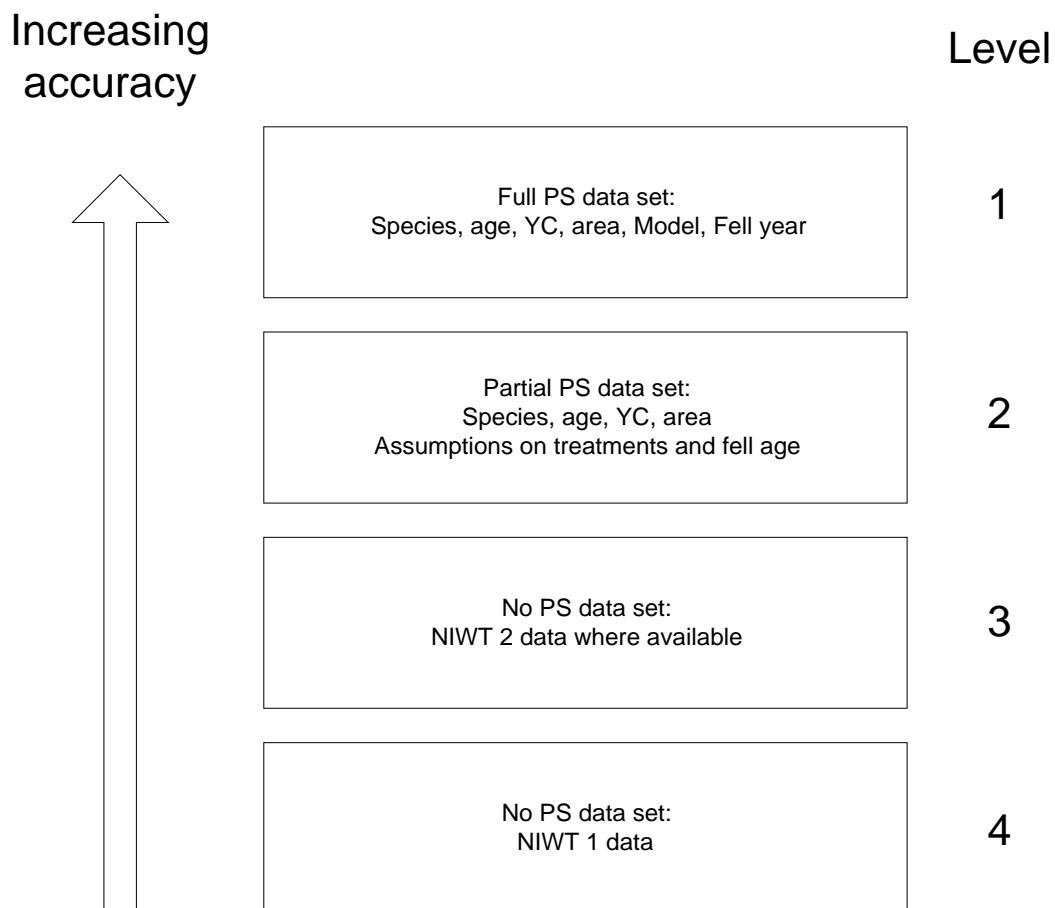 Increasing
accuracy
Level
Full PS data set:
Species, age, YC, area, Model, Fell year
1
Partial PS data set:
Species, age, YC, area
Assumptions on treatments and fell age
2
No PS data set:
NIWT 2 data where available
3
No PS data set:
NIWT 1 data
4